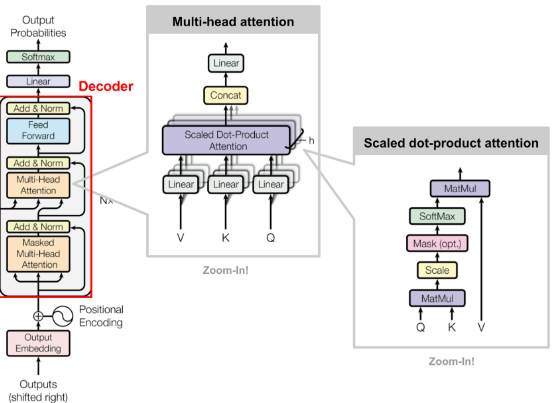 Output
Probabilities
Softmax
Linear
Decoder
Add & Norm
Feed
Forward
Add & Norm
Multi-Head
Attention
N×
Add & Norm
Masked
Multi-Head
Attention
Positional
Encoding
Output
Embedding
Outputs
(shifted right)
Multi-head attention
Linear
Concat
Scaled Dot-Product
Attention
h
Linear
Linear
Linear
V
K
Q
Zoom-In!
Scaled dot-product attention
MatMul
SoftMax
Mask (opt.)
Scale
MatMul
Q
K
V
Zoom-In!